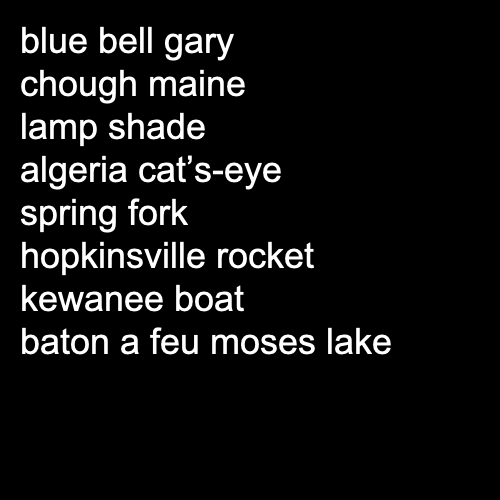 blue bell gary
chough maine
lamp shade
algeria cat’s-eye
spring fork
hopkinsville rocket
kewanee boat
baton a feu moses lake